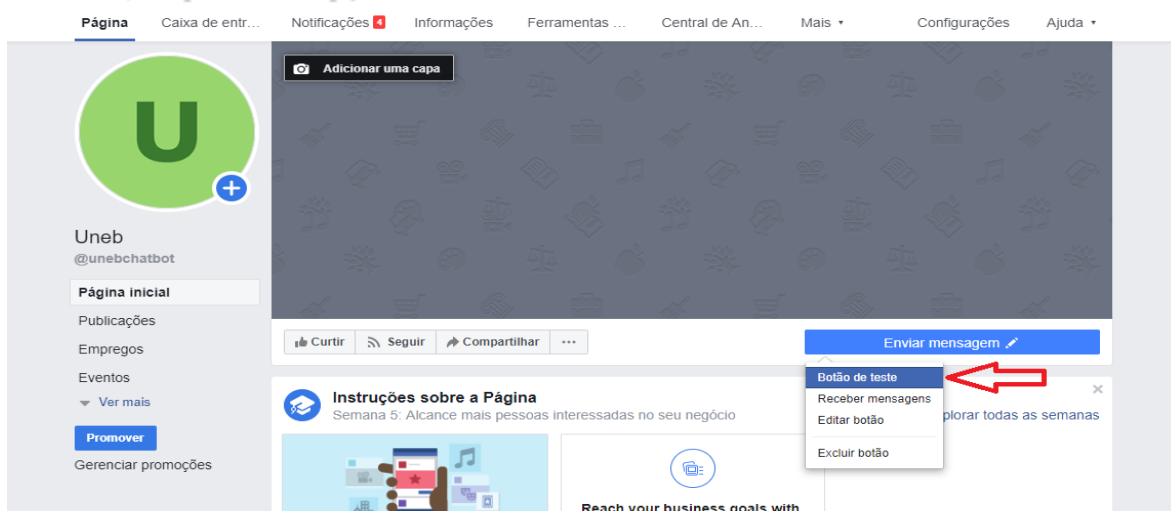 Página Caixa de entr... Notificações 4 Informações Ferramentas ... Central de An... Mais Configurações Ajuda
Adicionar uma capa
U
Uneb
@unebchatbot
Página inicial
Publicações
Empregos
Eventos
Ver mais
Promover
Gerenciar promoções
Curtir Seguir Compartilhar ... Enviar mensagem
Botão de teste
Receber mensagens
Editar botão
Excluir botão
Instruções sobre a Página
Semana 5: Alcance mais pessoas interessadas no seu negócio
plorar todas as semanas
Reach your business goals with